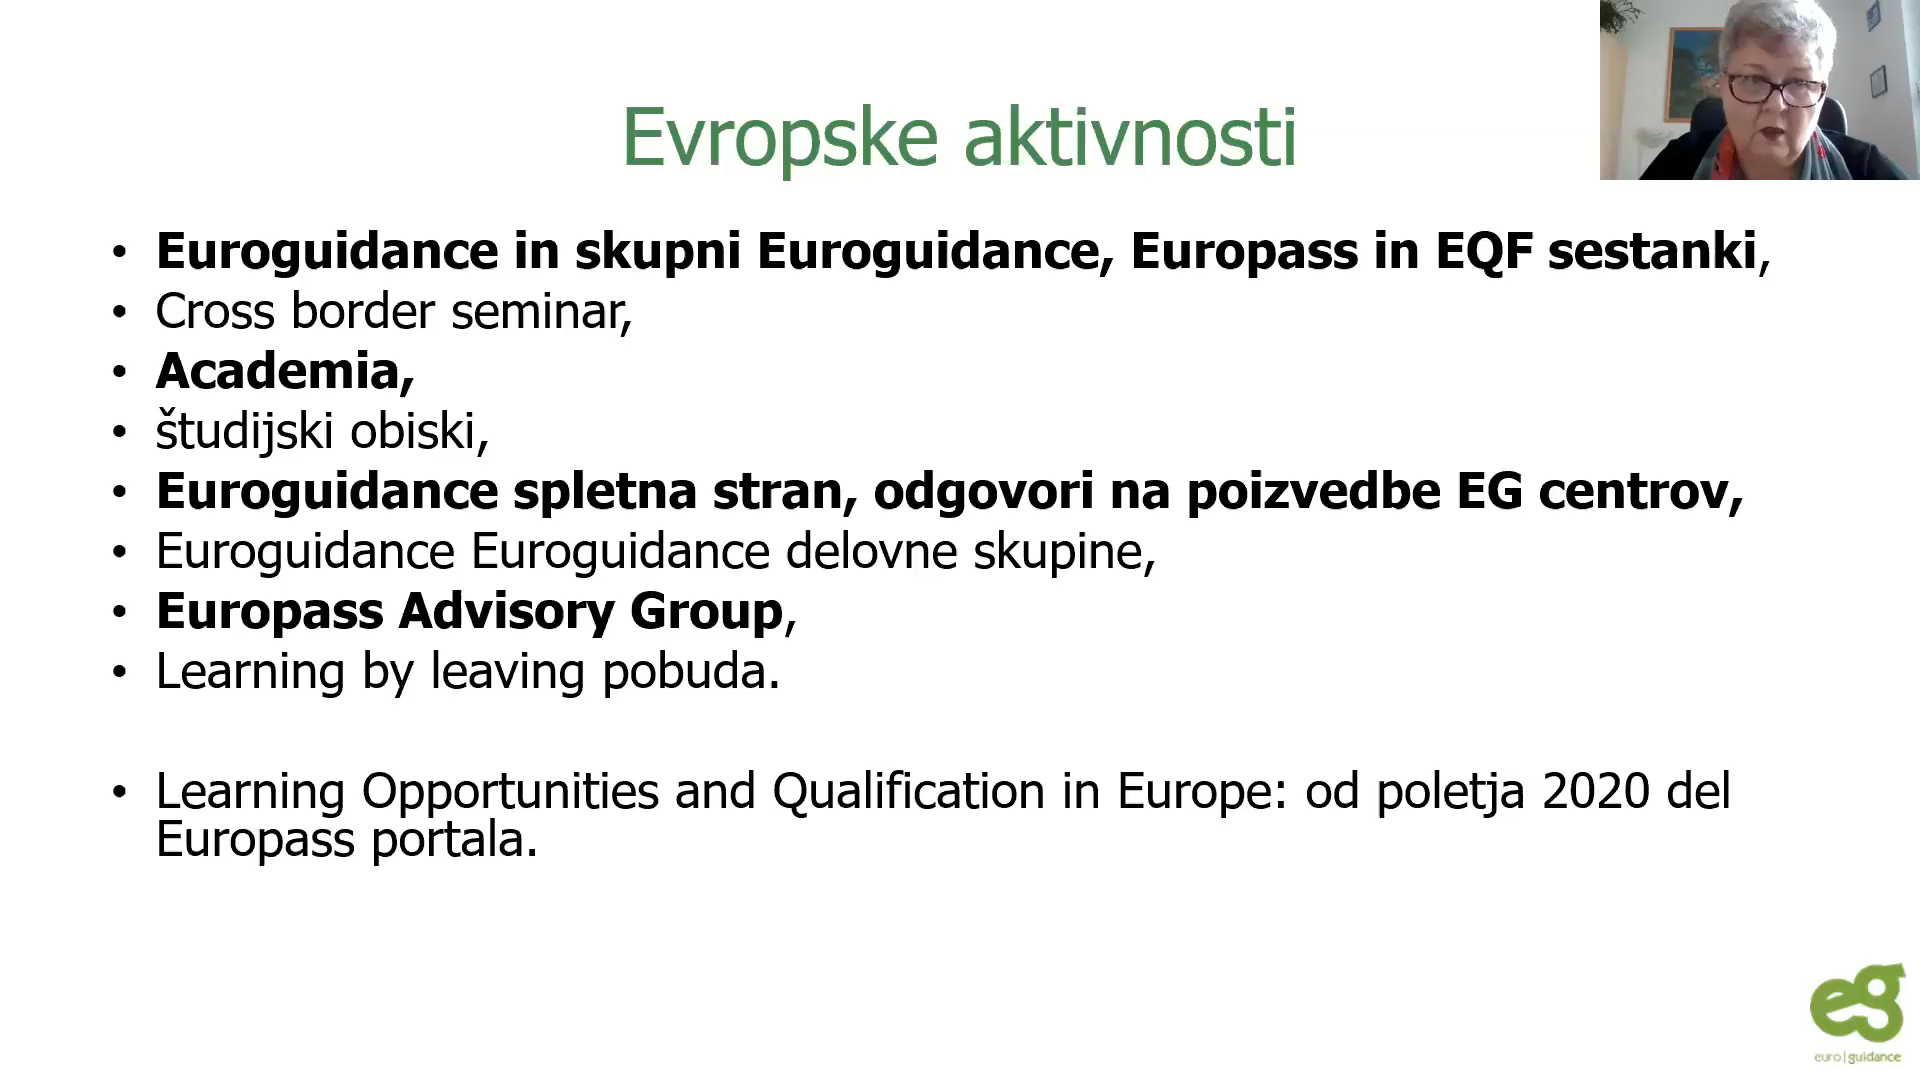 Evropske aktivnosti
• Euroguidance in skupni Euroguidance, Europass in EQF sestanki,
• Cross border seminar,
• Academia,
• študijski obiski,
• Euroguidance spletna stran, odgovori na poizvedbe EG centrov,
• Euroguidance Euroguidance delovne skupine,
• Europass Advisory Group,
• Learning by leaving pobuda.
• Learning Opportunities and Qualification in Europe: od poletja 2020 del
Europass portala.
eg
euro|guidance